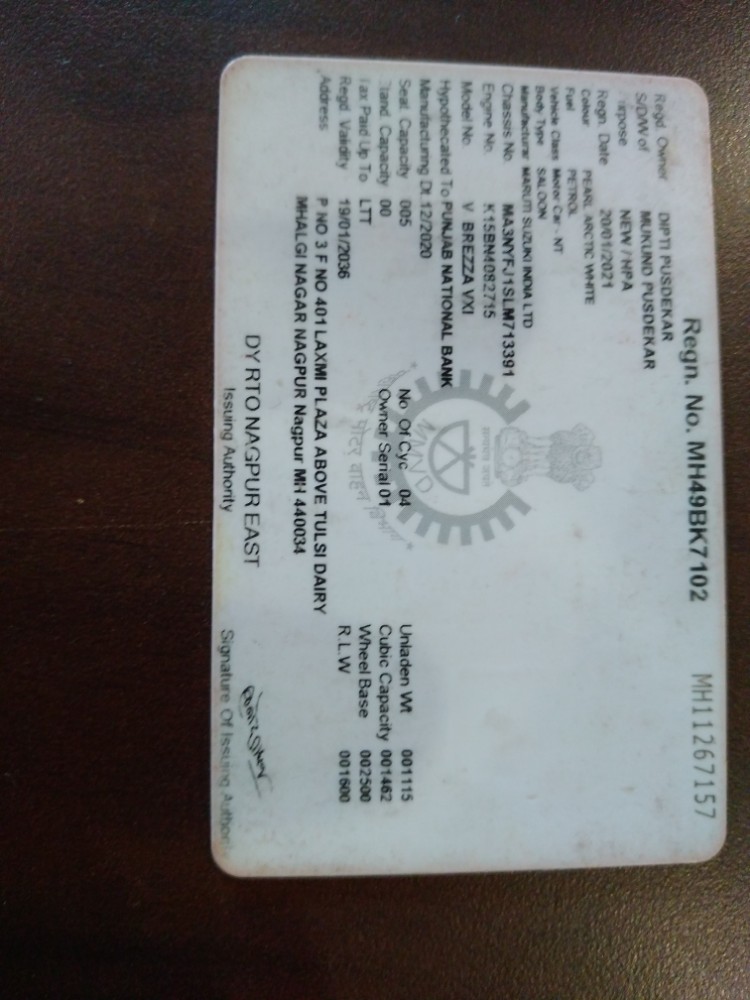 Regn. No. MH49BK7102 MH11267157
Regd. Owner DIPTI PUSDEKAR
S/D/W of MUKUND PUSDEKAR
NEW / HPA
Regn. Date 20/01/2021
Colour PEARL ARCTIC WHITE
Fuel PETROL
Vehicle Class Motor Car - NT
Body Type SALOON
Manufacturer MARUTI SUZUKI INDIA LTD
Chassis No MA3NYFJ1SLM713391
Engine No. K15BN4082715
Model No. V BREZZA VXI
Hypothecated To PUNJAB NATIONAL BANK
Manufacturing Dt. 12/2020
Seat. Capacity 005 No Of Cyc 04 Unladen Wt 001115
Stand. Capacity 00 Owner Serial 01 Cubic Capacity 001462
Tax Paid Up To LTT Wheel Base 002500
Regd. Validity 19/01/2036 R.L.W 001600
Address P NO 3 F NO 401 LAXMI PLAZA ABOVE TULSI DAIRY
MHALGI NAGAR NAGPUR Nagpur MH 440034
DY RTO NAGPUR EAST
Issuing Authority Signature Of Issuing Authori